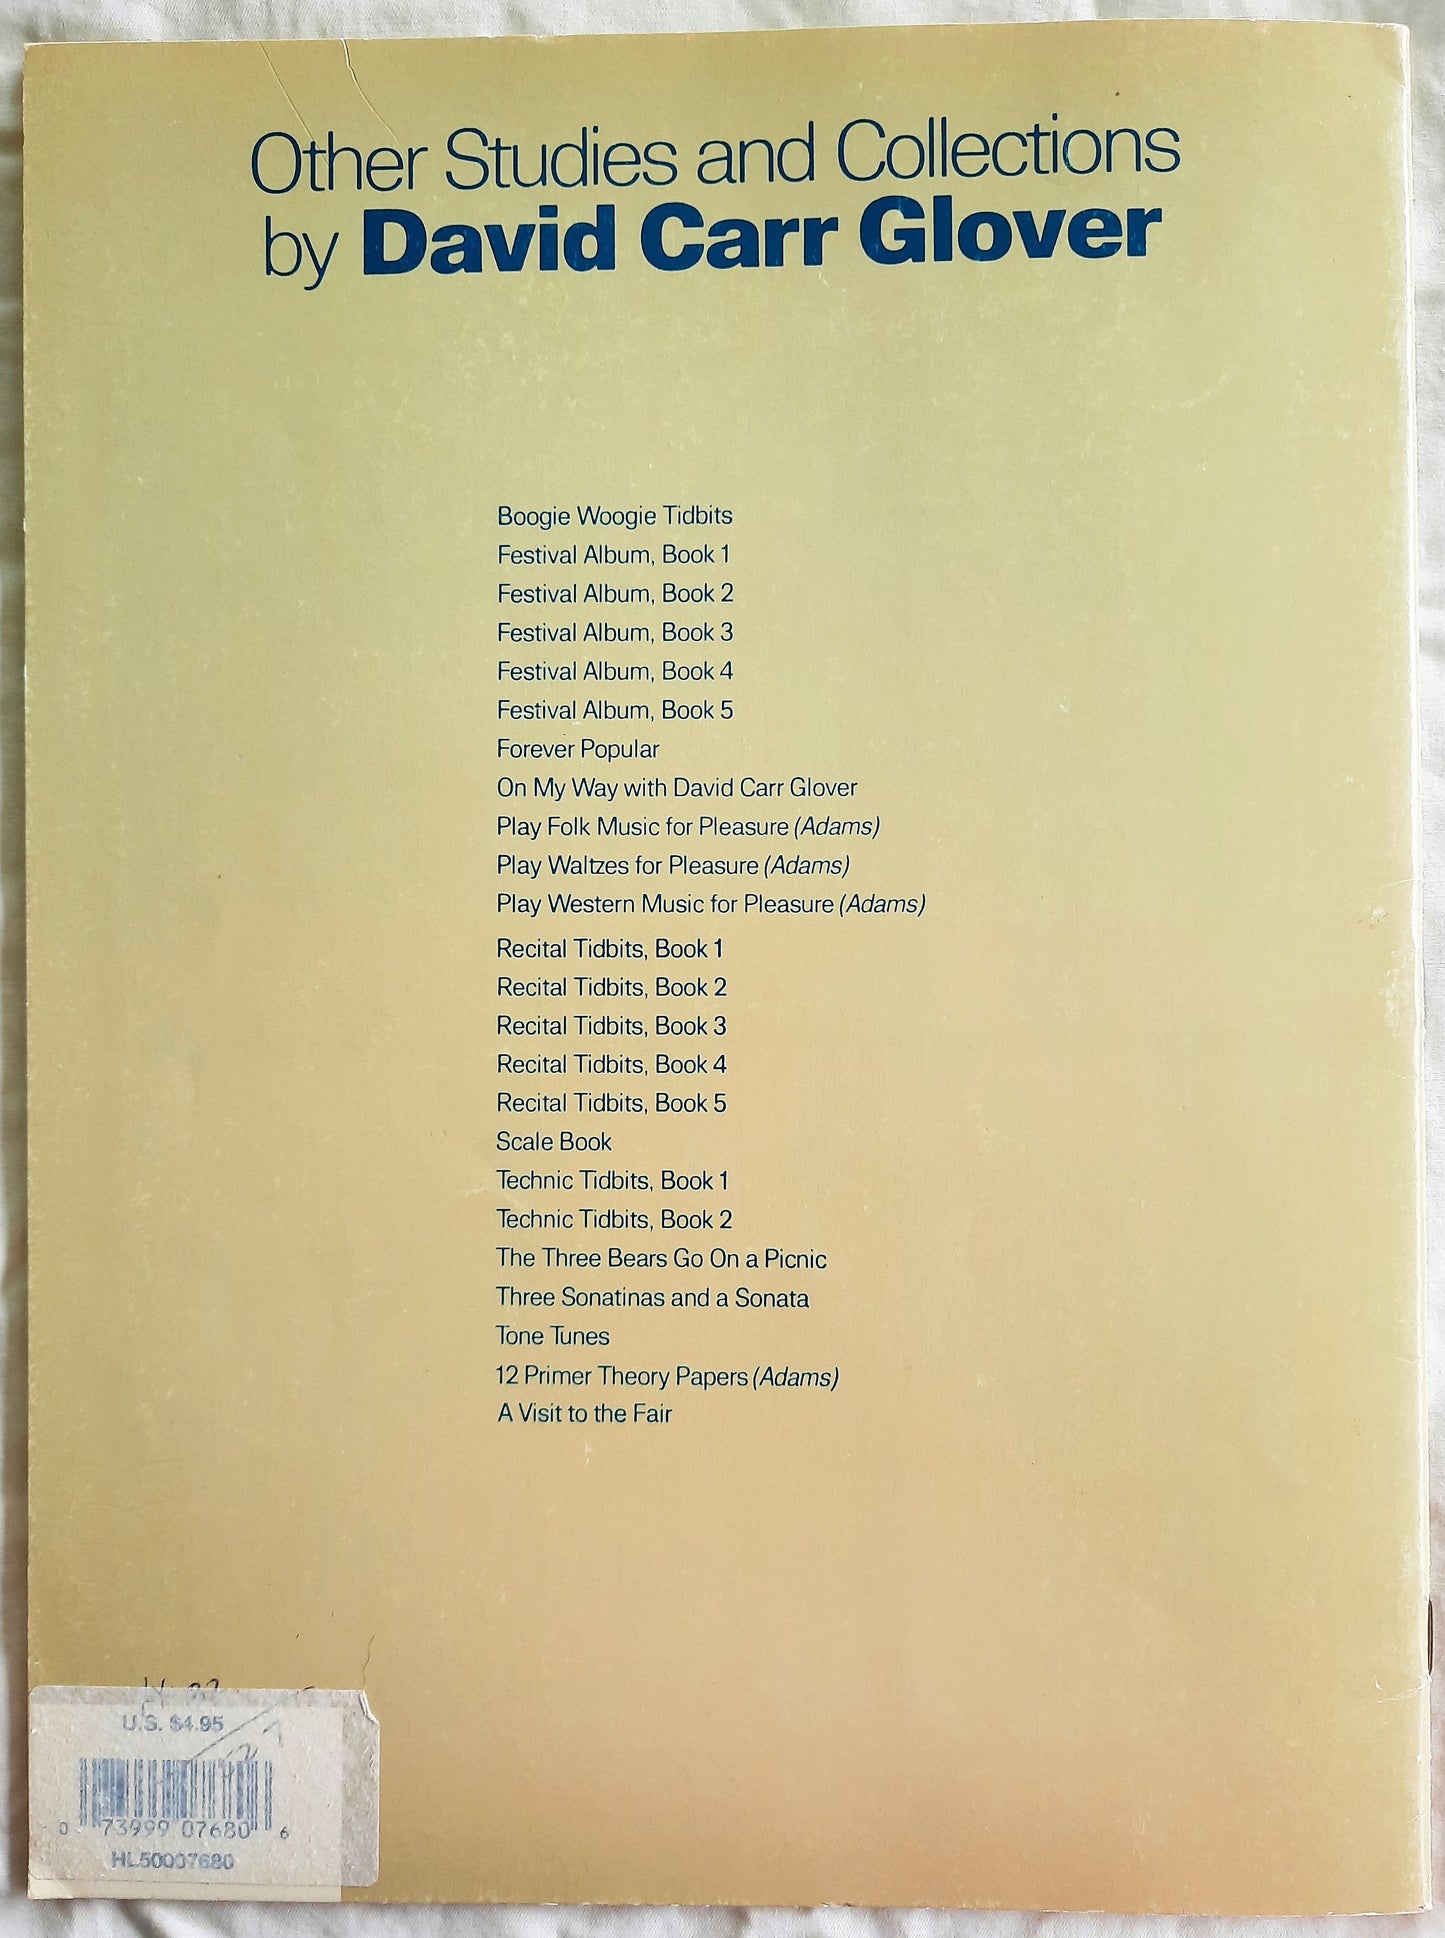 Other Studies and Collections
by David Carr Glover
Boogie Woogie Tidbits
Festival Album, Book 1
Festival Album, Book 2
Festival Album, Book 3
Festival Album, Book 4
Festival Album, Book 5
Forever Popular
On My Way with David Carr Glover
Play Folk Music for Pleasure (Adams)
Play Waltzes for Pleasure (Adams)
Play Western Music for Pleasure (Adams)
Recital Tidbits, Book 1
Recital Tidbits, Book 2
Recital Tidbits, Book 3
Recital Tidbits, Book 4
Recital Tidbits, Book 5
Scale Book
Technic Tidbits, Book 1
Technic Tidbits, Book 2
The Three Bears Go On a Picnic
Three Sonatinas and a Sonata
Tone Tunes
12 Primer Theory Papers (Adams)
A Visit to the Fair
U.S. $4.95
0 73999 07680 6
HL50007680